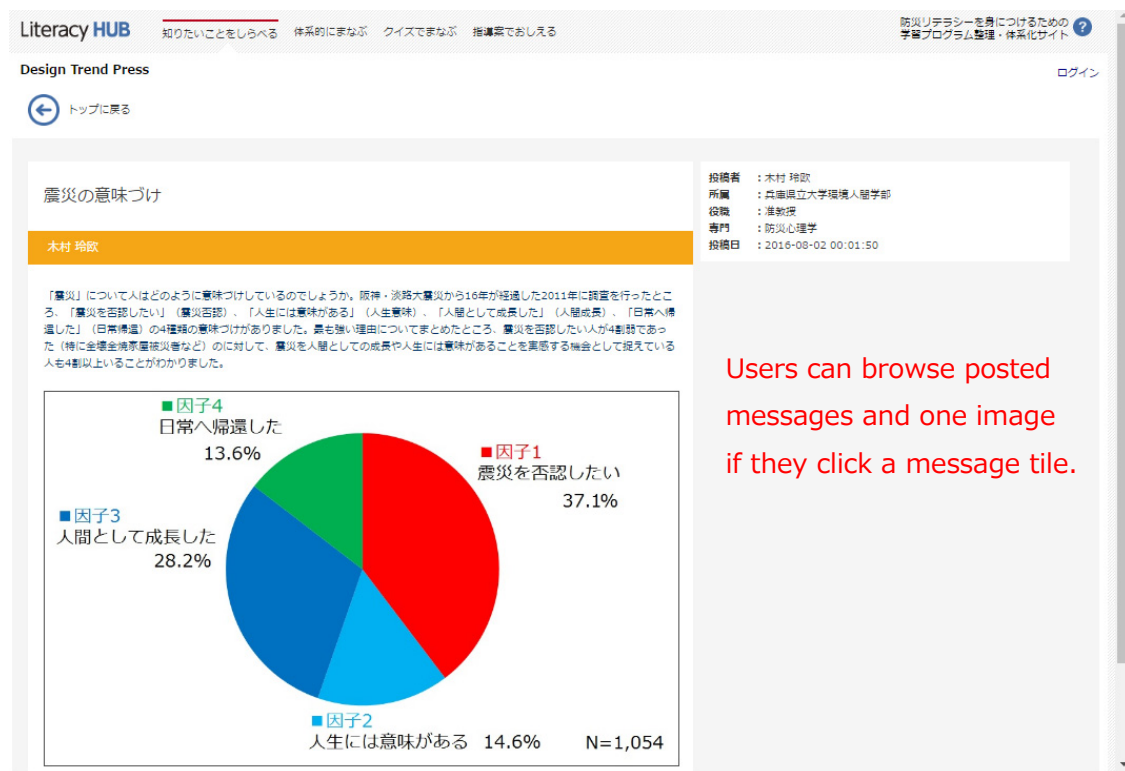 Literacy HUB
知りたいことをしらべる 体系的にまなぶ クイズでまなぶ 指導案でおしえる
防災リテラシーを身につけるための
学習プログラム整理・体系化サイト ?
Design Trend Press
ログイン
トップに戻る
震災の意味づけ
木村 玲欧
投稿者 : 木村 玲欧
所属 : 兵庫県立大学環境人間学部
役職 : 准教授
専門 : 防災心理学
投稿日 : 2016-08-02 00:01:50
「震災」について人はどのように意味づけしているのでしょうか。阪神・淡路大震災から16年が経過した2011年に調査を行ったとこ
ろ、「震災を否認したい」（震災否認）、「人生には意味がある」（人生意味）、「人間として成長した」（人間成長）、「日常へ帰
還した」（日常帰還）の4種類の意味づけがありました。最も強い理由についてまとめたところ、震災を否認したい人が4割弱であっ
た（特に全壊全焼家屋被災者など）のに対して、震災を人間としての成長や人生には意味があることを実感する機会として捉えている
人も4割以上いることがわかりました。
■因子4
日常へ帰還した
13.6%
■因子1
震災を否認したい
37.1%
■因子3
人間として成長した
28.2%
■因子2
人生には意味がある 14.6%
N=1,054
Users can browse posted
messages and one image
if they click a message tile.